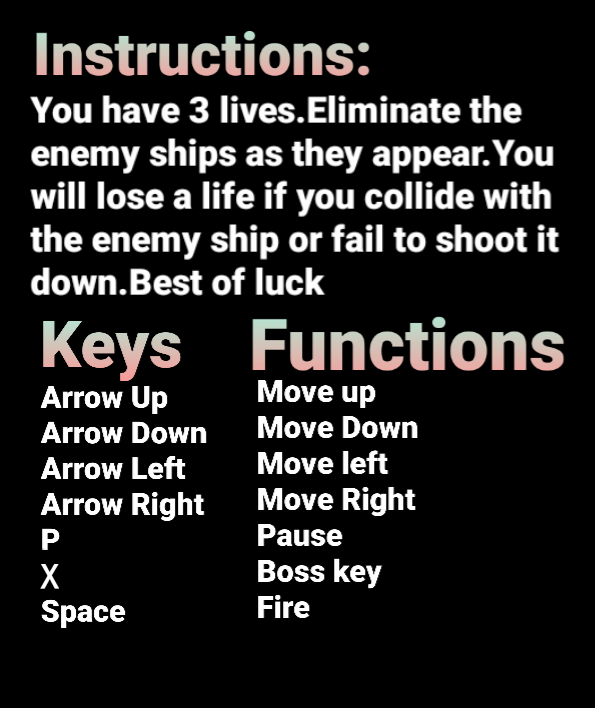 Instructions:
You have 3 lives.Eliminate the
enemy ships as they appear.You
will lose a life if you collide with
the enemy ship or fail to shoot it
down.Best of luck
Keys Functions
Arrow Up Move up
Arrow Down Move Down
Arrow Left Move left
Arrow Right Move Right
P Pause
X Boss key
Space Fire